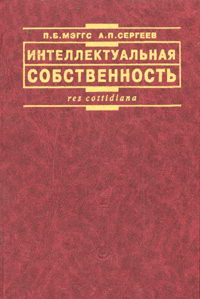 П.Б.МЭГГС А.П.СЕРГЕЕВ
ИНТЕЛЛЕКТУАЛЬНАЯ
СОБСТВЕННОСТЬ
res cottidiana